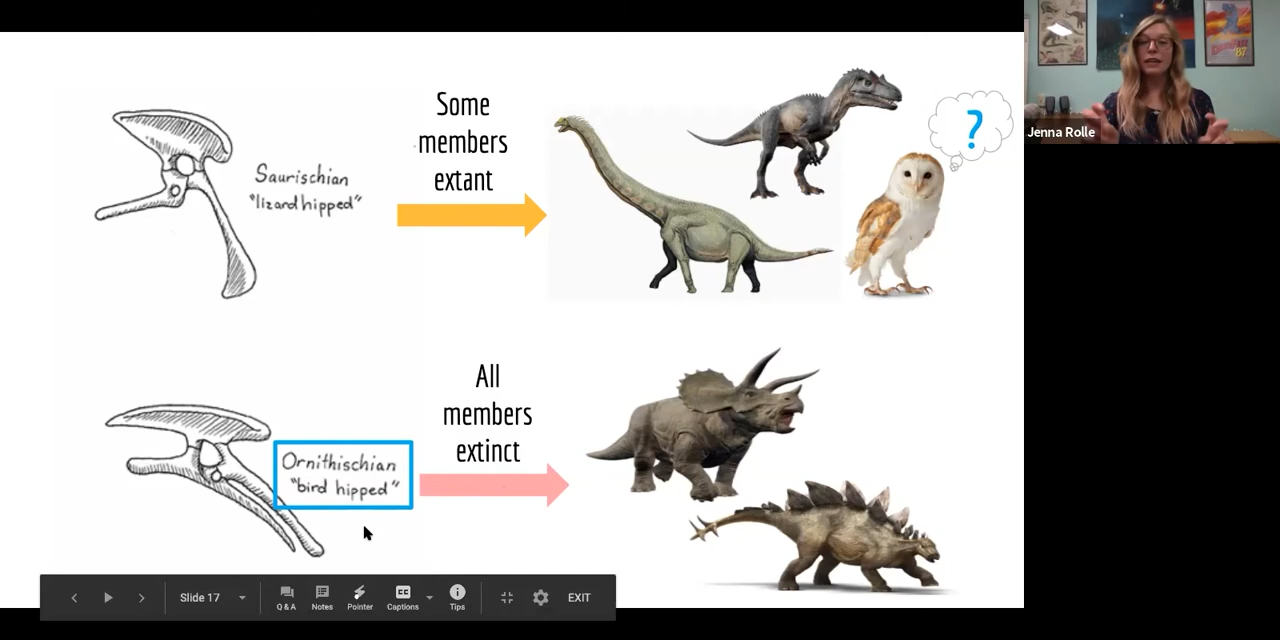 Some
members
extant
Saurischian
"lizard hipped"
?
Jenna Rolle
All
members
extinct
Ornithischian
"bird hipped"
Slide 17
Q & A
Notes
Pointer
CC
Captions
Tips
EXIT
'87